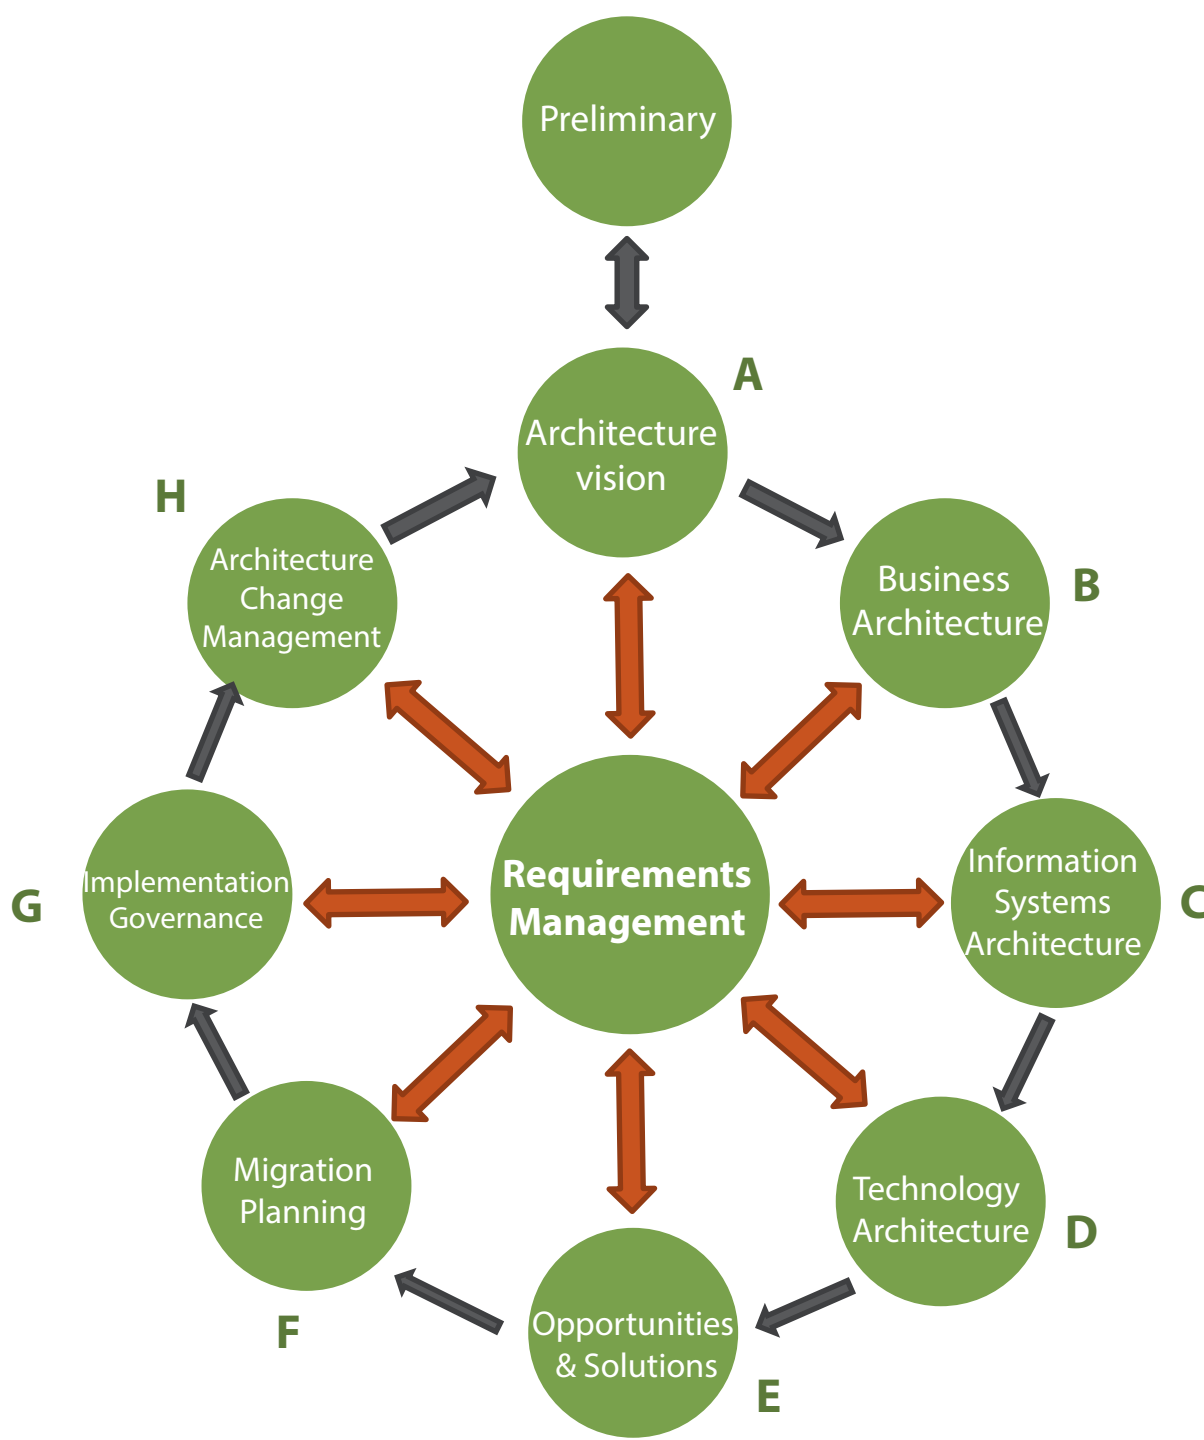 Preliminary
A
Architecture
vision
H
Architecture
Change
Management
B
Business
Architecture
Requirements
Management
C
Information
Systems
Architecture
G
Implementation
Governance
D
Technology
Architecture
F
Migration
Planning
E
Opportunities
& Solutions